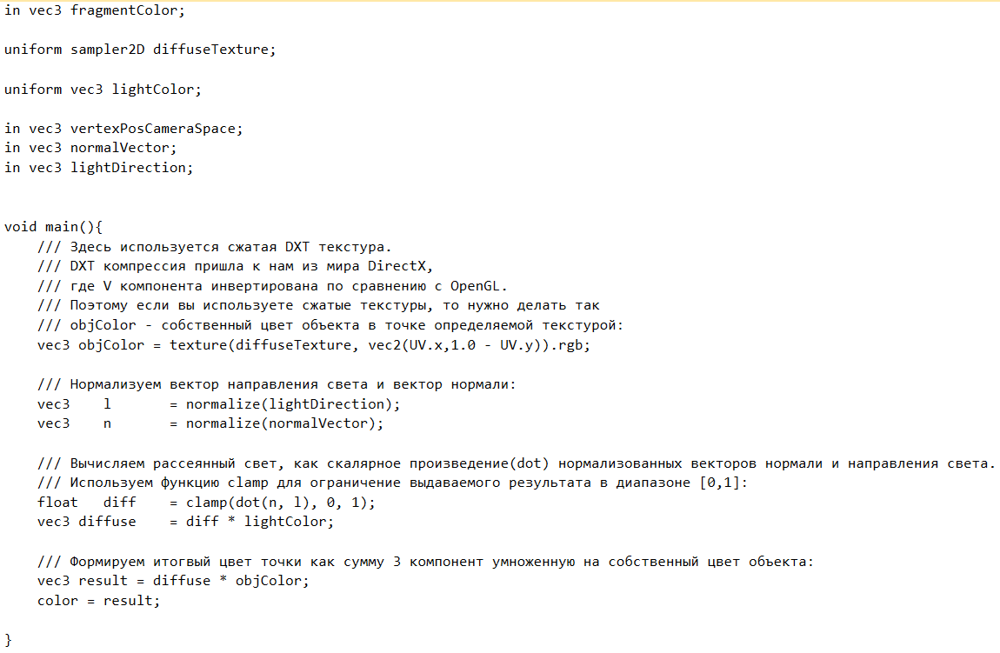 in vec3 fragmentColor;
uniform sampler2D diffuseTexture;
uniform vec3 lightColor;
in vec3 vertexPosCameraSpace;
in vec3 normalVector;
in vec3 lightDirection;
void main(){
/// Здесь используется сжатая DXT текстура.
/// DXT компрессия пришла к нам из мира DirectX,
/// где V компонента инвертирована по сравнению с OpenGL.
/// Поэтому если вы используете сжатые текстуры, то нужно делать так
/// objColor - собственный цвет объекта в точке определяемой текстурой:
vec3 objColor = texture(diffuseTexture, vec2(UV.x,1.0 - UV.y)).rgb;
/// Нормализуем вектор направления света и вектор нормали:
vec3    l       = normalize(lightDirection);
vec3    n       = normalize(normalVector);
/// Вычисляем рассеянный свет, как скалярное произведение(dot) нормализованных векторов нормали и направления света.
/// Используем функцию clamp для ограничение выдаваемого результата в диапазоне [0,1]:
float   diff    = clamp(dot(n, l), 0, 1);
vec3 diffuse    = diff * lightColor;
/// Формируем итогвый цвет точки как сумму 3 компонент умноженную на собственный цвет объекта:
vec3 result = diffuse * objColor;
color = result;
}